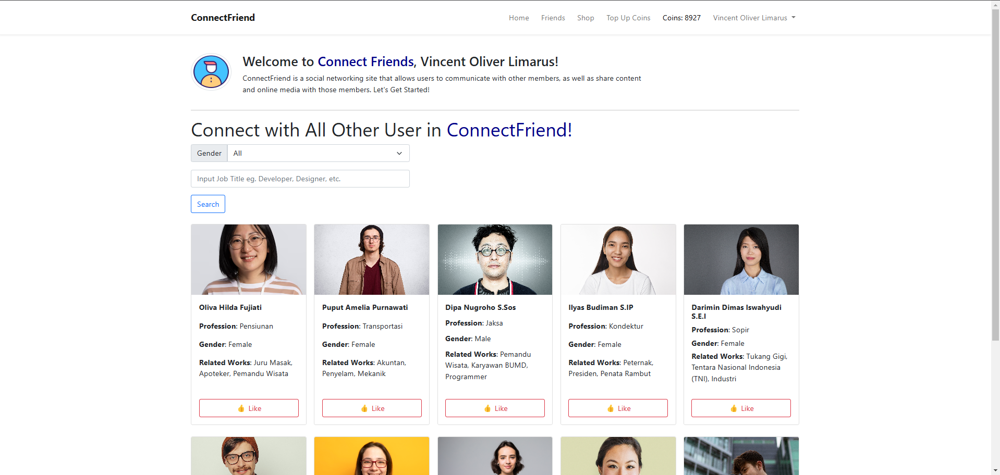 ConnectFriend
Home Friends Shop Top Up Coins Coins: 8927 Vincent Oliver Limarus
Welcome to Connect Friends, Vincent Oliver Limarus!
ConnectFriend is a social networking site that allows users to communicate with other members, as well as share content
and online media with those members. Let's Get Started!
Connect with All Other User in ConnectFriend!
Gender All
Input Job Title eg. Developer, Designer, etc.
Search
Oliva Hilda Fujiati
Profession: Pensiunan
Gender: Female
Related Works: Juru Masak,
Apoteker, Pemandu Wisata
👍 Like
Puput Amelia Purnawati
Profession: Transportasi
Gender: Female
Related Works: Akuntan,
Penyelam, Mekanik
👍 Like
Dipa Nugroho S.Sos
Profession: Jaksa
Gender: Male
Related Works: Pemandu
Wisata, Karyawan BUMD,
Programmer
👍 Like
Ilyas Budiman S.IP
Profession: Kondektur
Gender: Female
Related Works: Peternak,
Presiden, Penata Rambut
👍 Like
Darimin Dimas Iswahyudi
S.E.I
Profession: Sopir
Gender: Female
Related Works: Tukang Gigi,
Tentara Nasional Indonesia
(TNI), Industri
👍 Like